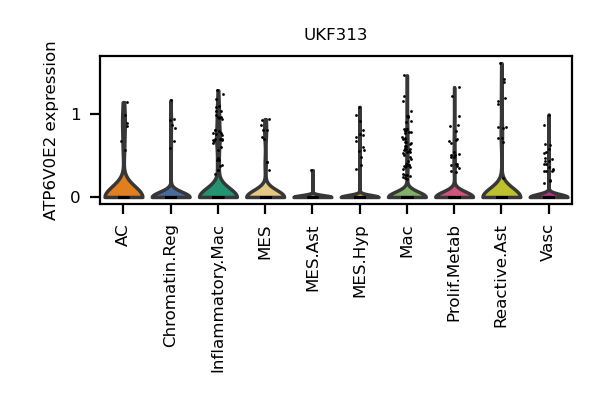 UKF313
ATP6V0E2 expression
1
0
AC
Chromatin.Reg
Inflammatory.Mac
MES
MES.Ast
MES.Hyp
Mac
Prolif.Metab
Reactive.Ast
Vasc